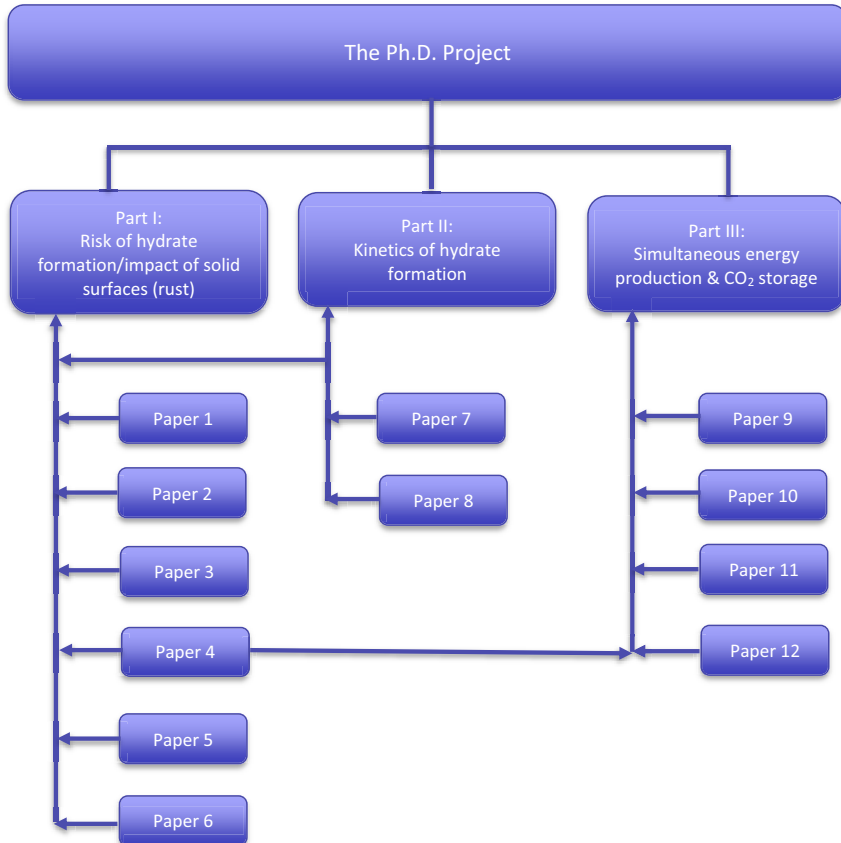 The Ph.D. Project
Part I:
Risk of hydrate
formation/impact of solid
surfaces (rust)
Part II:
Kinetics of hydrate
formation
Part III:
Simultaneous energy
production & CO₂ storage
Paper 1
Paper 2
Paper 3
Paper 4
Paper 5
Paper 6
Paper 7
Paper 8
Paper 9
Paper 10
Paper 11
Paper 12